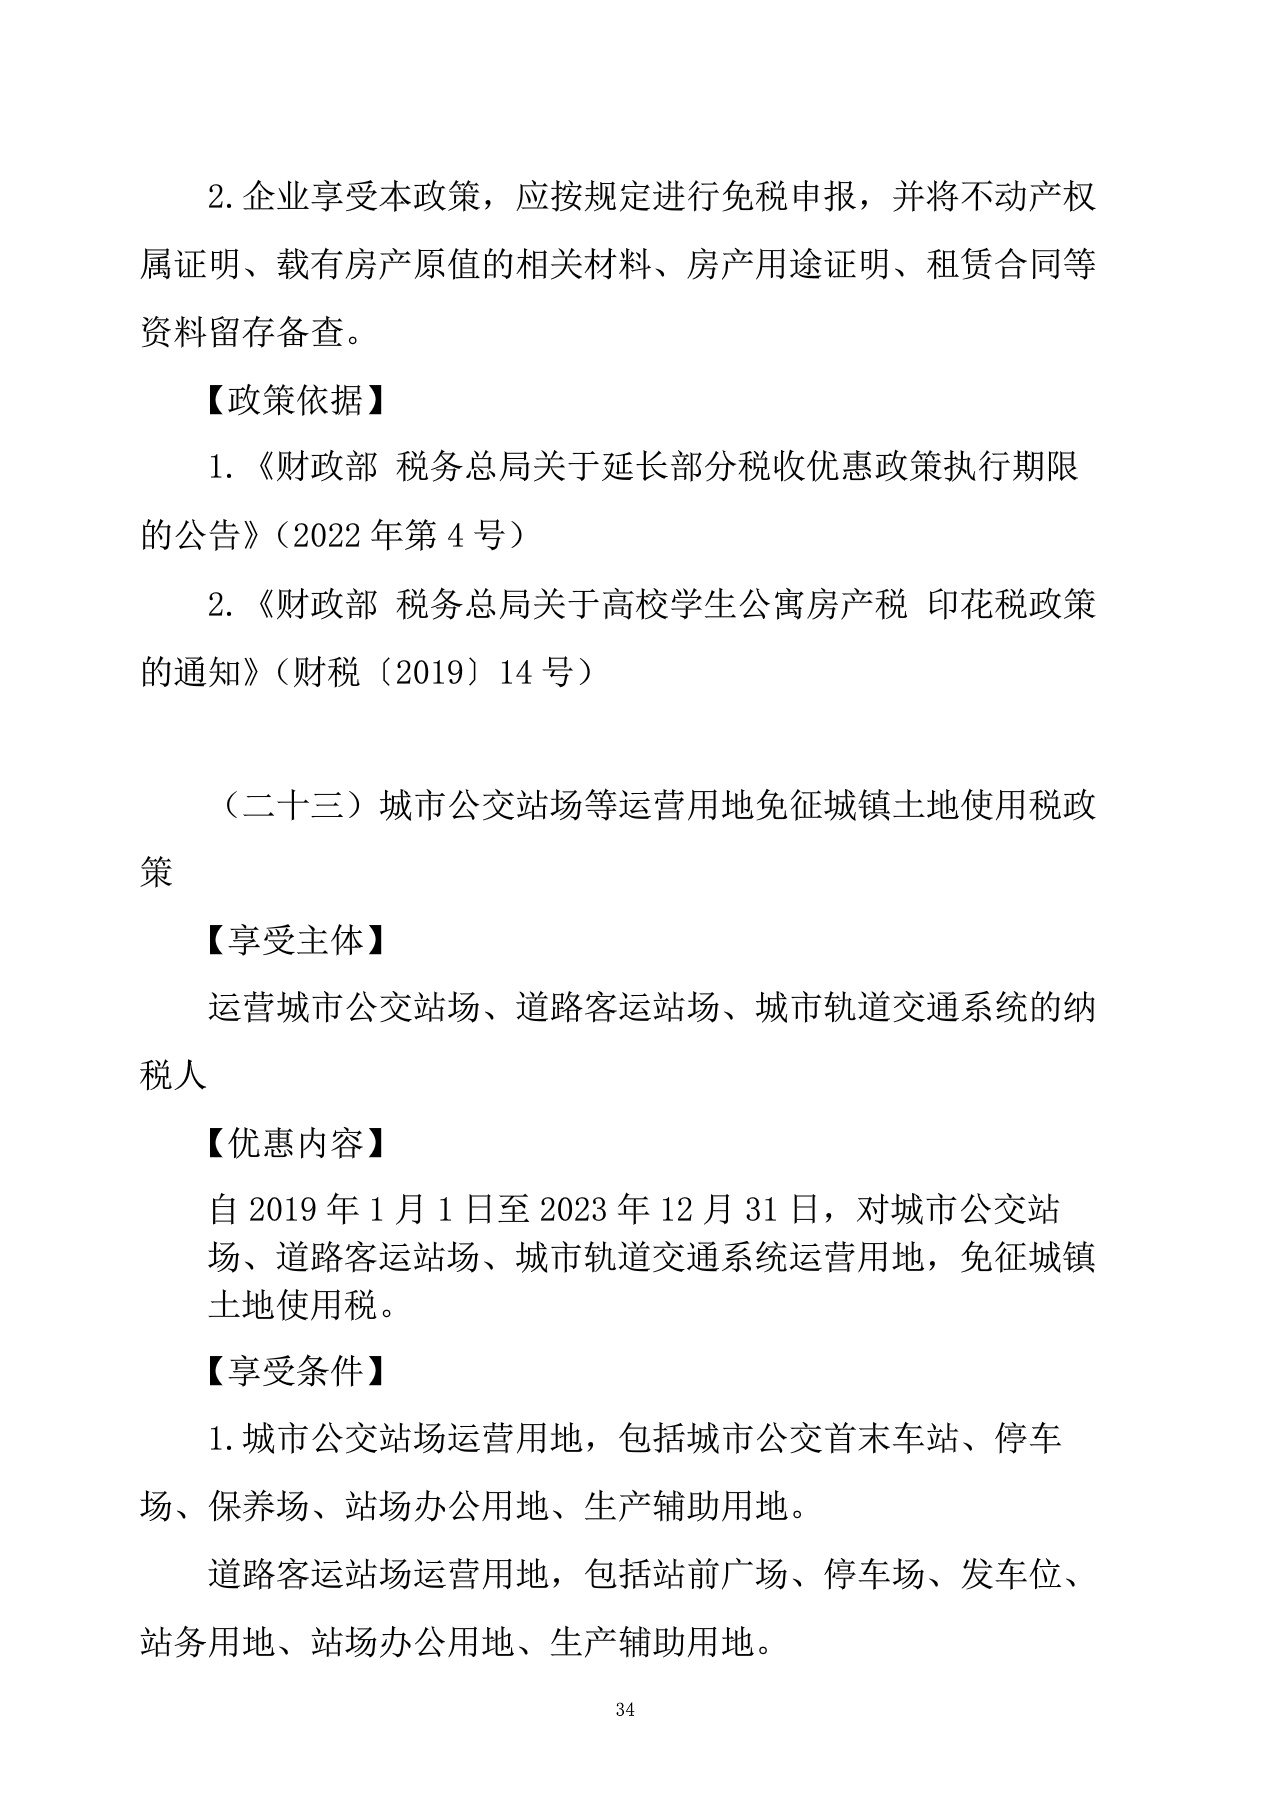 2.企业享受本政策，应按规定进行免税申报，并将不动产权
属证明、载有房产原值的相关材料、房产用途证明、租赁合同等
资料留存备查。
【政策依据】
1.《财政部 税务总局关于延长部分税收优惠政策执行期限
的公告》（2022 年第 4 号）
2.《财政部 税务总局关于高校学生公寓房产税 印花税政策
的通知》（财税〔2019〕14 号）
（二十三）城市公交站场等运营用地免征城镇土地使用税政
策
【享受主体】
运营城市公交站场、道路客运站场、城市轨道交通系统的纳
税人
【优惠内容】
自 2019 年 1 月 1 日至 2023 年 12 月 31 日，对城市公交站
场、道路客运站场、城市轨道交通系统运营用地，免征城镇
土地使用税。
【享受条件】
1.城市公交站场运营用地，包括城市公交首末车站、停车
场、保养场、站场办公用地、生产辅助用地。
道路客运站场运营用地，包括站前广场、停车场、发车位、
站务用地、站场办公用地、生产辅助用地。
34